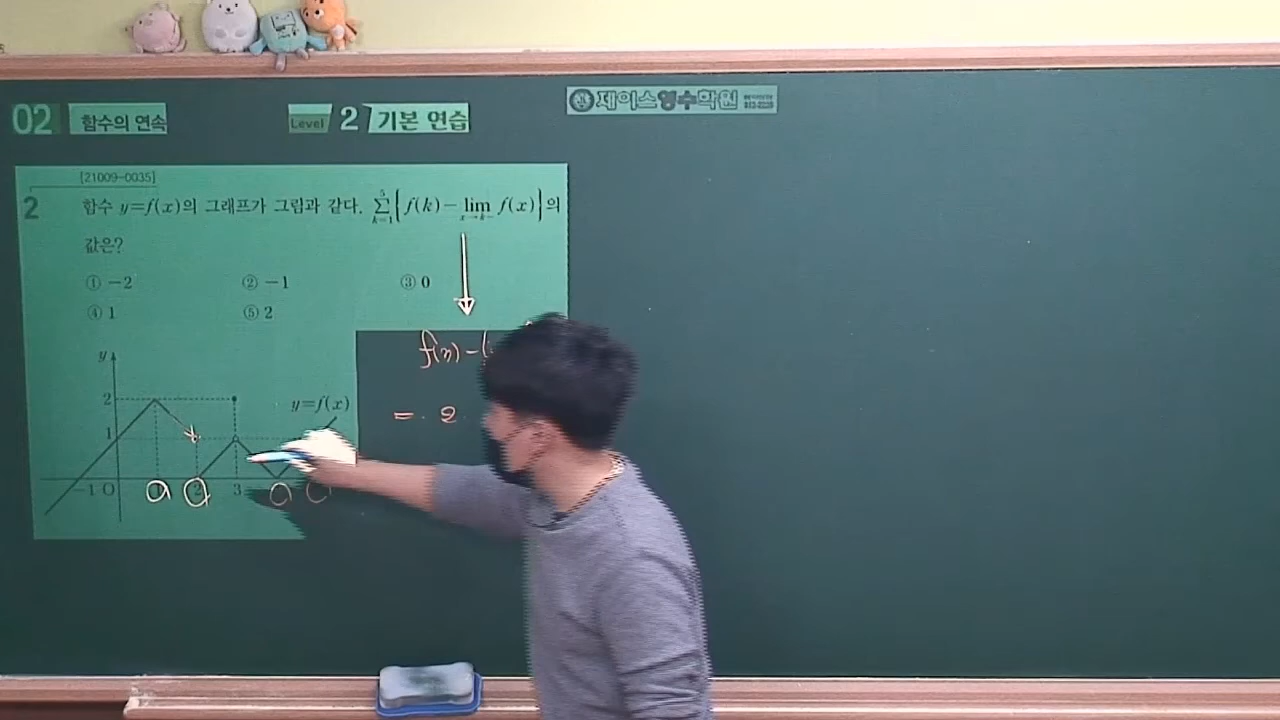 02 함수의 연속
Level 2 기본 연습
제이스영수학원
[21009-0035]
2 함수 y=f(x)의 그래프가 그림과 같다. \sum_{k=1}^{5}{f(k)-\lim_{x→k-} f(x)}의
값은?
① -2 ② -1 ③ 0
④ 1 ⑤ 2
y
2
y=f(x)
1
-1 O 3
f(x)-
= 2